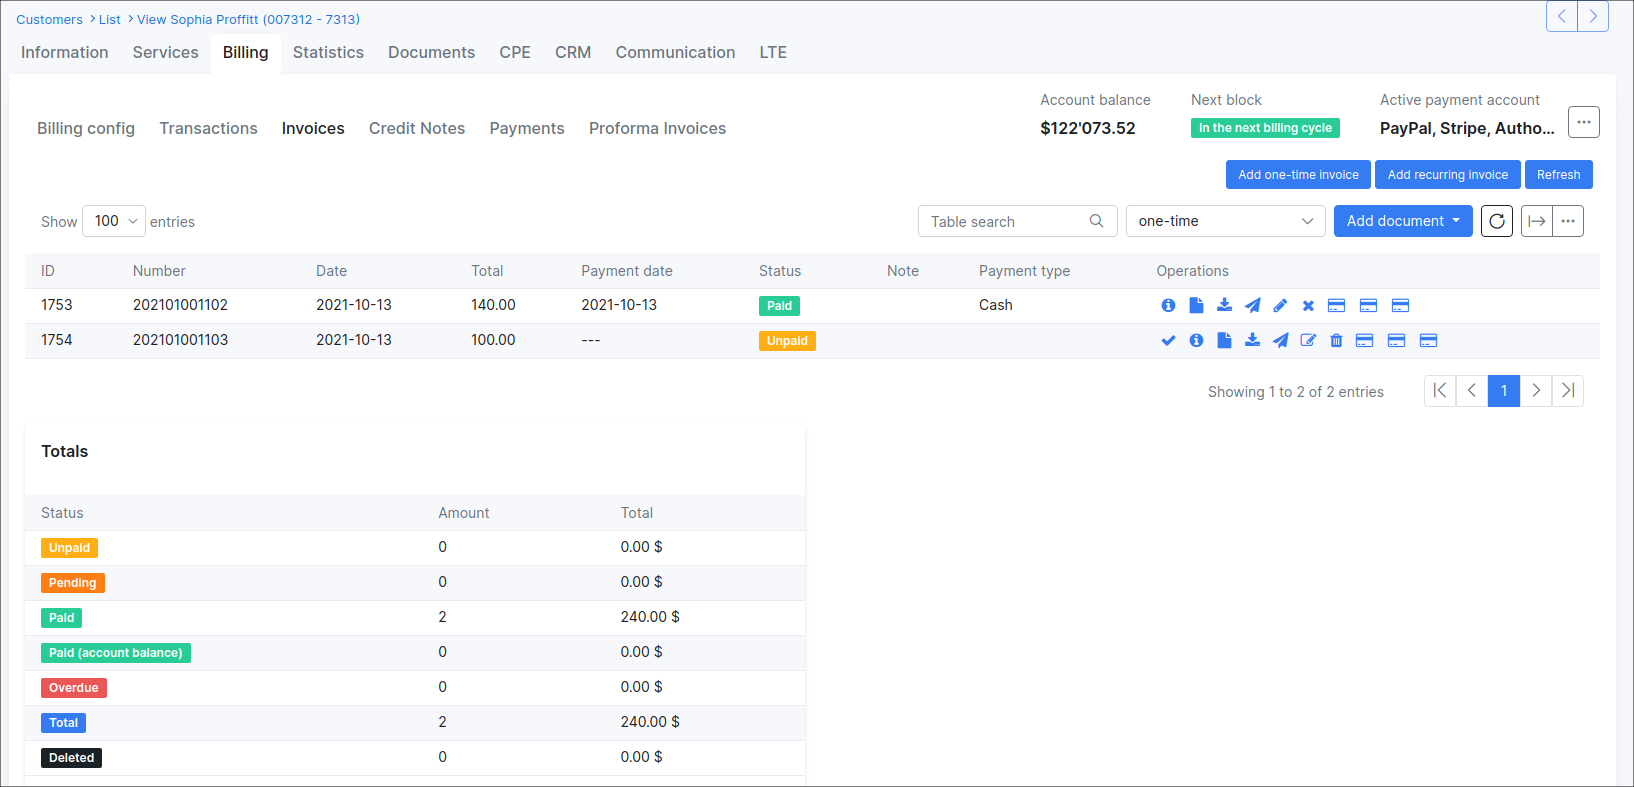 Customers > List > View Sophia Proffitt (007312 - 7313)
Information Services Billing Statistics Documents CPE CRM Communication LTE
Account balance Next block Active payment account
Billing config Transactions Invoices Credit Notes Payments Proforma Invoices $122'073.52 In the next billing cycle PayPal, Stripe, Autho... ...
Add one-time invoice Add recurring invoice Refresh
Show 100 entries Table search one-time Add document ...
ID Number Date Total Payment date Status Note Payment type Operations
1753 202101001102 2021-10-13 140.00 2021-10-13 Paid Cash
1754 202101001103 2021-10-13 100.00 --- Unpaid
Showing 1 to 2 of 2 entries 1
Totals
Status Amount Total
Unpaid 0 0.00 $
Pending 0 0.00 $
Paid 2 240.00 $
Paid (account balance) 0 0.00 $
Overdue 0 0.00 $
Total 2 240.00 $
Deleted 0 0.00 $